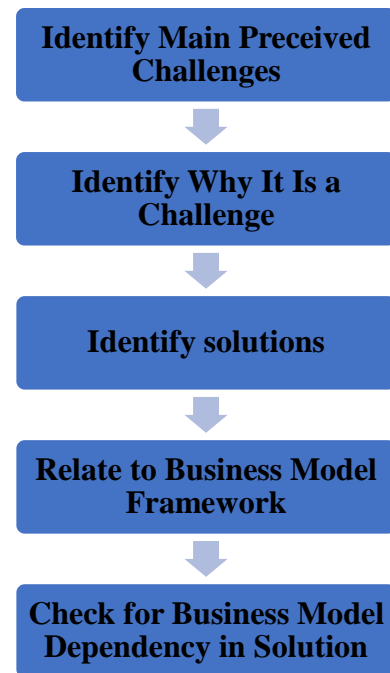 Identify Main Preceived
Challenges
Identify Why It Is a
Challenge
Identify solutions
Relate to Business Model
Framework
Check for Business Model
Dependency in Solution